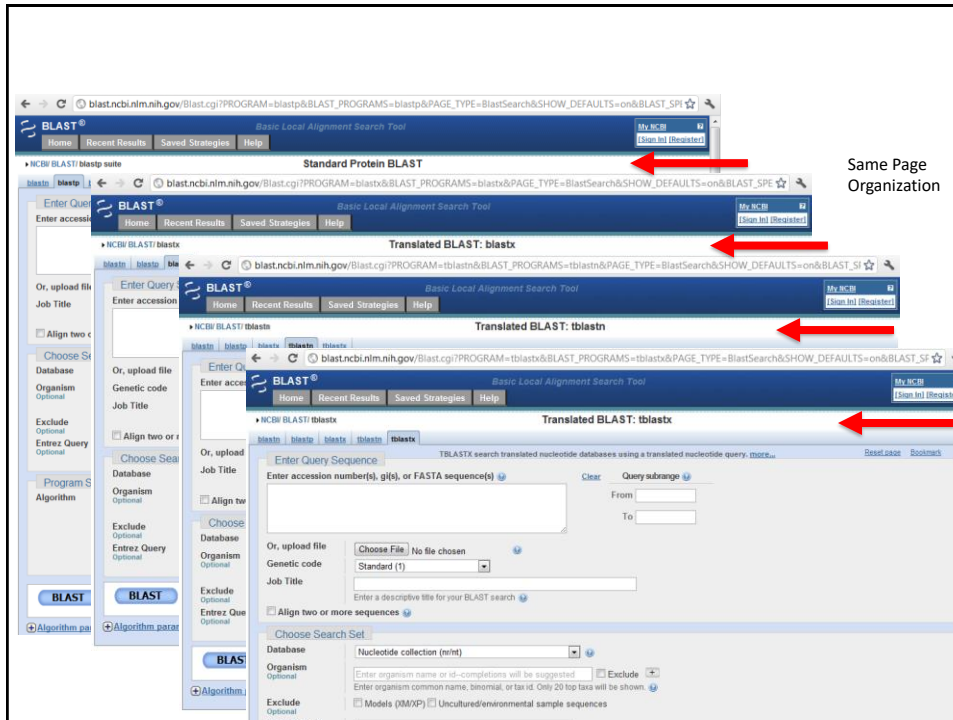 blast.ncbi.nlm.nih.gov/Blast.cgi?PROGRAM=blastp&BLAST_PROGRAMS=blastp&PAGE_TYPE=BlastSearch&SHOW_DEFAULTS=on&BLAST_SPE
BLAST® Basic Local Alignment Search Tool My NCBI ?
Home Recent Results Saved Strategies Help [Sign In] [Register]
NCBI/ BLAST/ blastp suite Standard Protein BLAST
Same Page
Organization
blastn blastp
Enter Accession
Or, upload file
Job Title
Align two
Choose
Database
Organism
Optional
Exclude
Optional
Entrez Query
Optional
Program
Algorithm
BLAST
blast.ncbi.nlm.nih.gov/Blast.cgi?PROGRAM=blastx&BLAST_PROGRAMS=blastx&PAGE_TYPE=BlastSearch&SHOW_DEFAULTS=on&BLAST_SPE
BLAST® Basic Local Alignment Search Tool My NCBI ?
Home Recent Results Saved Strategies Help [Sign In] [Register]
NCBI/ BLAST/ blastx Translated BLAST: blastx
blastn blastp
Enter Query
Enter accession
Or, upload file
Genetic code
Job Title
Align two or
Choose
Database
Organism
Optional
Exclude
Optional
Entrez Query
Optional
BLAST
blast.ncbi.nlm.nih.gov/Blast.cgi?PROGRAM=tblastn&BLAST_PROGRAMS=tblastn&PAGE_TYPE=BlastSearch&SHOW_DEFAULTS=on&BLAST_SI
BLAST® Basic Local Alignment Search Tool My NCBI ?
Home Recent Results Saved Strategies Help [Sign In] [Register]
NCBI/ BLAST/ tblastn Translated BLAST: tblastn
blastn blastp blastx tblastn tblastx
Enter
Or, upload
Job Title
Align
Choose
Database
Organism
Optional
Exclude
Optional
Entrez
Optional
Algorithm
blast.ncbi.nlm.nih.gov/Blast.cgi?PROGRAM=tblastx&BLAST_PROGRAMS=tblastx&PAGE_TYPE=BlastSearch&SHOW_DEFAULTS=on&BLAST_SF
BLAST® Basic Local Alignment Search Tool My NCBI
Home Recent Results Saved Strategies Help [Sign In] [Registe
NCBI/ BLAST/ tblastx Translated BLAST: tblastx
blastn blastp blastx tblastn tblastx
Enter Query Sequence TBLASTX search translated nucleotide databases using a translated nucleotide query. more... Reset page Bookmark
Enter accession number(s), gi(s), or FASTA sequence(s) Clear Query subrange
From
To
Or, upload file Choose File No file chosen
Genetic code Standard (1)
Job Title
Enter a descriptive title for your BLAST search
Align two or more sequences
Choose Search Set
Database Nucleotide collection (nr/nt)
Organism
Optional Enter organism name or id--completions will be suggested Exclude +
Enter organism common name, binomial, or tax id. Only 20 top taxa will be shown.
Exclude Models (XM/XP) Uncultured/environmental sample sequences
Optional